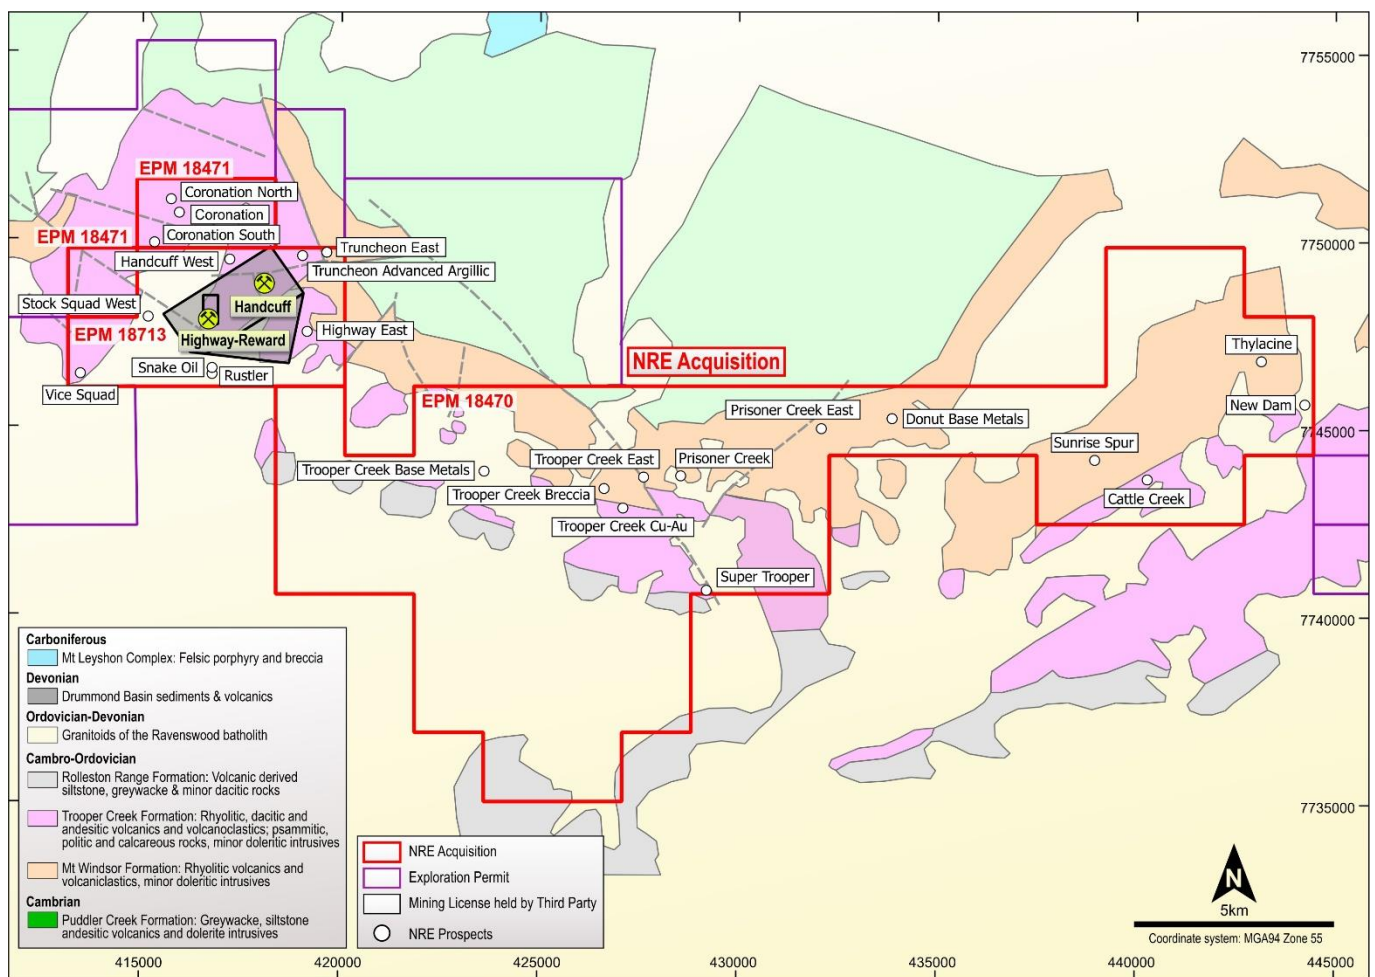 7755000
EPM 18471
Coronation North
Coronation
Coronation South
EPM 18471
7750000
Truncheon East
Handcuff West
Truncheon Advanced Argillic
Stock Squad West
Handcuff
EPM 18713
Highway-Reward
Highway East
Thylacine
NRE Acquisition
Snake Oil
Rustler
Vice Squad
EPM 18470
Prisoner Creek East
Donut Base Metals
New Dam
7745000
Sunrise Spur
Trooper Creek East
Prisoner Creek
Trooper Creek Base Metals
Trooper Creek Breccia
Cattle Creek
Trooper Creek Cu-Au
Super Trooper
7740000
7735000
Carboniferous
Mt Leyshon Complex: Felsic porphyry and breccia
Devonian
Drummond Basin sediments & volcanics
Ordovician-Devonian
Granitoids of the Ravenswood batholith
Cambro-Ordovician
Rolleston Range Formation: Volcanic derived
siltstone, greywacke & minor dacitic rocks
Trooper Creek Formation: Rhyolitic, dacitic and
andesitic volcanics and volcanoclastics; psammitic,
politic and calcareous rocks, minor doleritic intrusives
Mt Windsor Formation: Rhyolitic volcanics and
volcaniclastics, minor doleritic intrusives
Cambrian
Puddler Creek Formation: Greywacke, siltstone
andesitic volcanics and dolerite intrusives
NRE Acquisition
Exploration Permit
Mining License held by Third Party
NRE Prospects
N
5km
Coordinate system: MGA94 Zone 55
415000
420000
425000
430000
435000
440000
445000